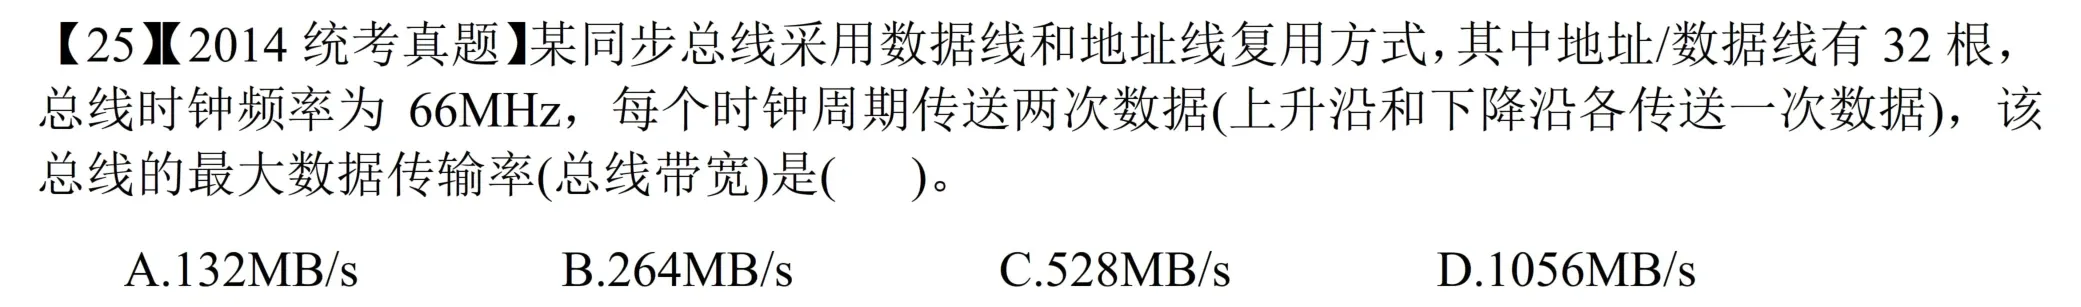 【25】【2014 统考真题】某同步总线采用数据线和地址线复用方式，其中地址/数据线有 32 根，
总线时钟频率为 66MHz，每个时钟周期传送两次数据(上升沿和下降沿各传送一次数据)，该
总线的最大数据传输率(总线带宽)是(  )。
A.132MB/s B.264MB/s C.528MB/s D.1056MB/s